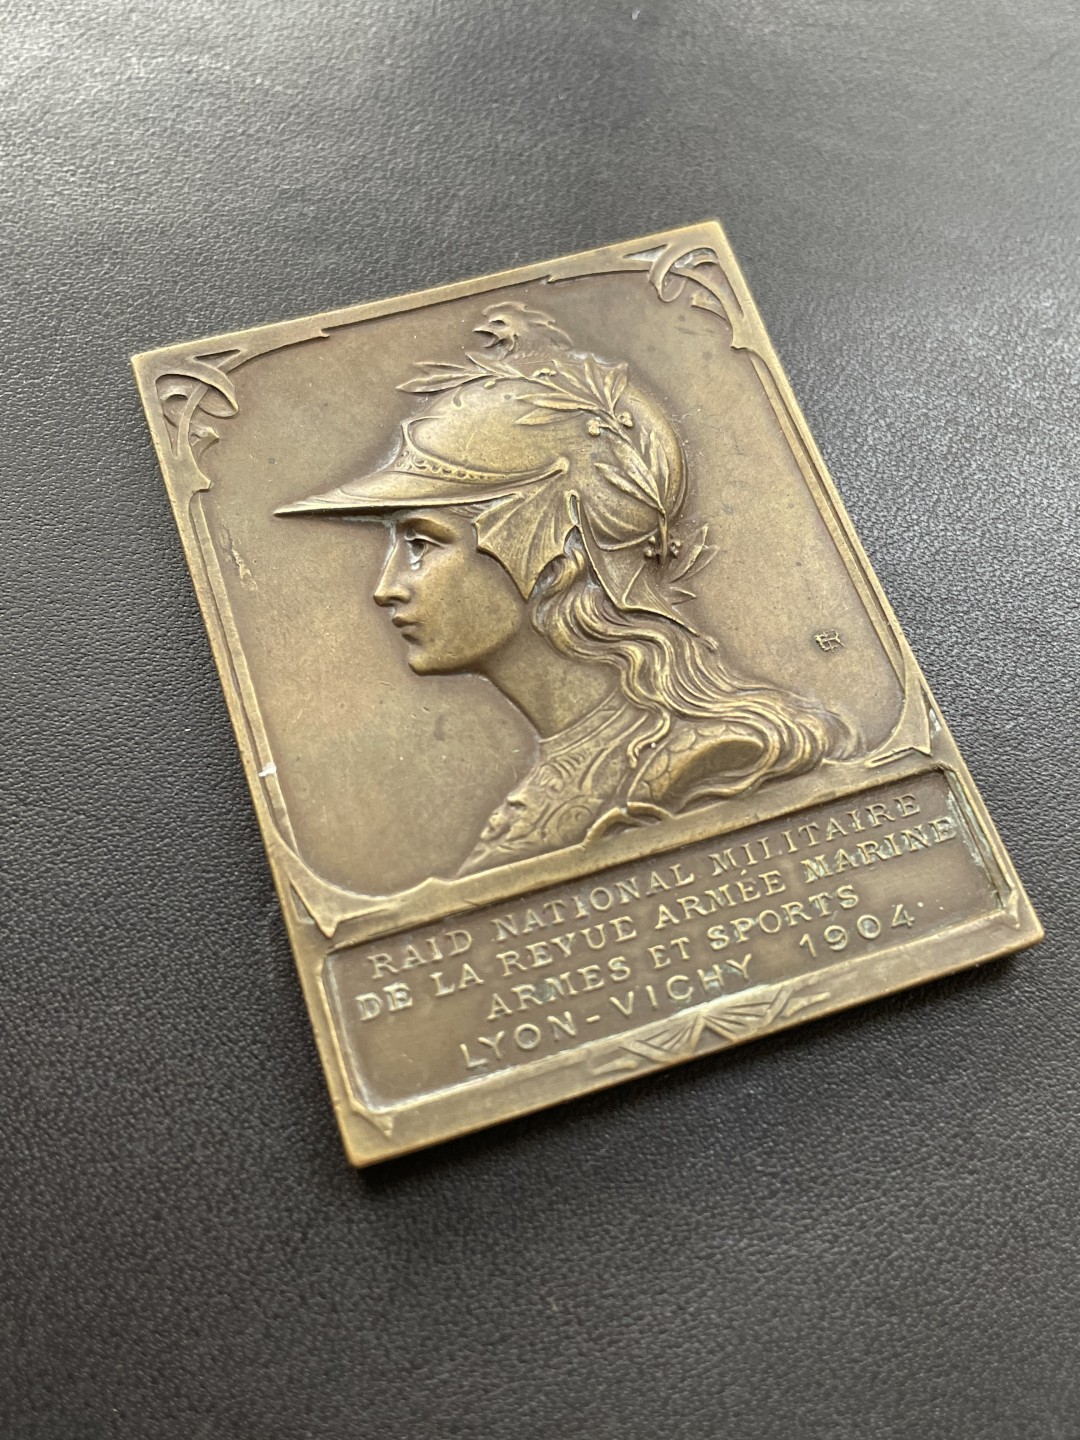 RAID NATIONAL MILITAIRE
DE LA REVUE ARMÉE MARINE
ARMES ET SPORTS
LYON-VICHY 1904.